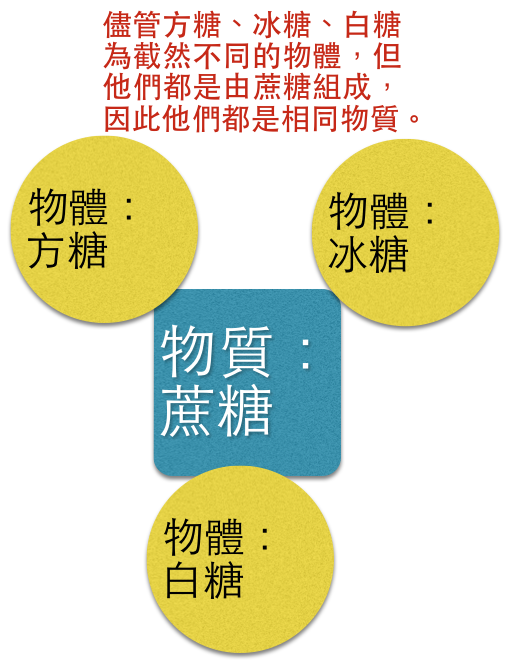 儘管方糖、冰糖、白糖
為截然不同的物體，但
他們都是由蔗糖組成，
因此他們都是相同物質。
物體：
方糖
物體：
冰糖
物質：
蔗糖
物體：
白糖